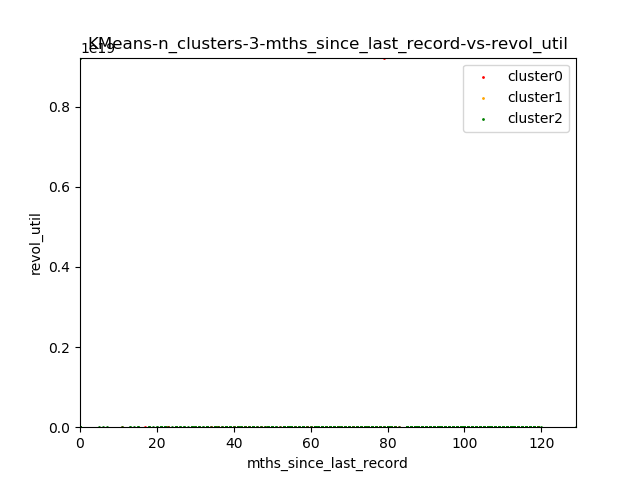 KMeans-n_clusters-3-mths_since_last_record-vs-revol_util
1e19
cluster0
cluster1
cluster2
0.8
0.6
0.4
0.2
0.0
revol_util
0 20 40 60 80 100 120
mths_since_last_record